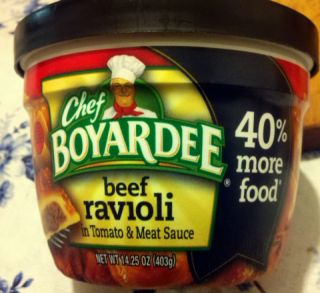 Chef
BOYARDEE®
beef
ravioli
in Tomato & Meat Sauce
NET WT 14.25 OZ (403g)
40%
more
food*